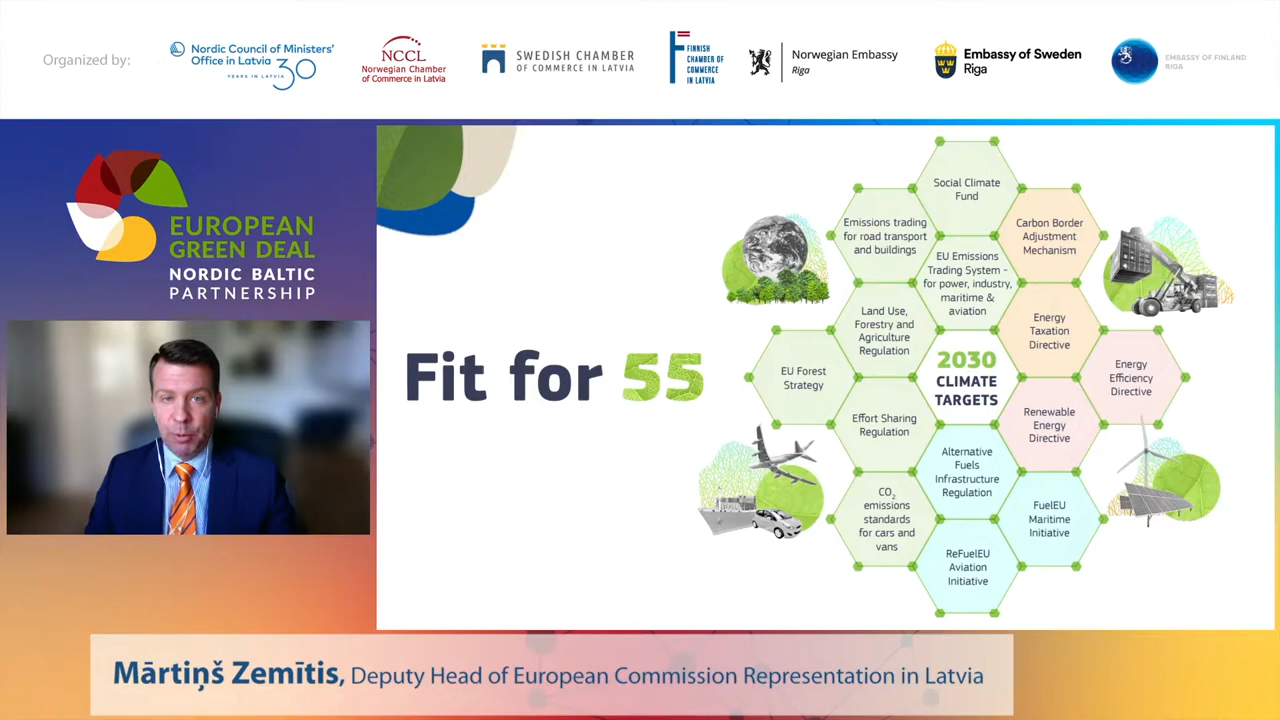 Organized by:
Nordic Council of Ministers'
Office in Latvia
YEARS IN LATVIA 30
NCCL
Norwegian Chamber
of Commerce in Latvia
SWEDISH CHAMBER
OF COMMERCE IN LATVIA
FINNISH
CHAMBER OF
COMMERCE
IN LATVIA
Norwegian Embassy
Riga
Embassy of Sweden
Riga
EMBASSY OF FINLAND
RIGA
EUROPEAN
GREEN DEAL
NORDIC BALTIC
PARTNERSHIP
Fit for 55
Social Climate
Fund
Emissions trading
for road transport
and buildings
Carbon Border
Adjustment
Mechanism
EU Emissions
Trading System -
for power, industry,
maritime &
aviation
Land Use,
Forestry and
Agriculture
Regulation
Energy
Taxation
Directive
2030
CLIMATE
TARGETS
EU Forest
Strategy
Energy
Efficiency
Directive
Effort Sharing
Regulation
Renewable
Energy
Directive
Alternative
Fuels
Infrastructure
Regulation
CO₂
emissions
standards
for cars and
vans
FuelEU
Maritime
Initiative
ReFuelEU
Aviation
Initiative
Mārtiņš Zemītis, Deputy Head of European Commission Representation in Latvia